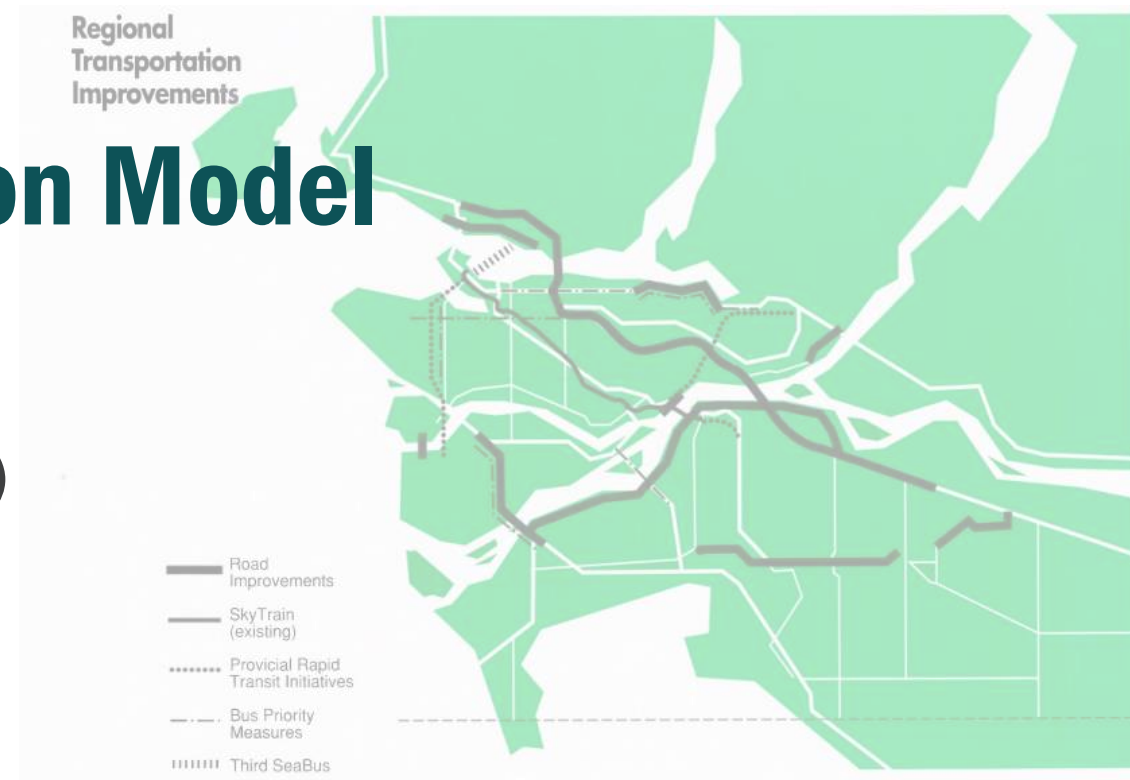 Regional
Transportation
Improvements
on Model
)
Road
Improvements
SkyTrain
(existing)
Provicial Rapid
Transit Initiatives
Bus Priority
Measures
Third SeaBus